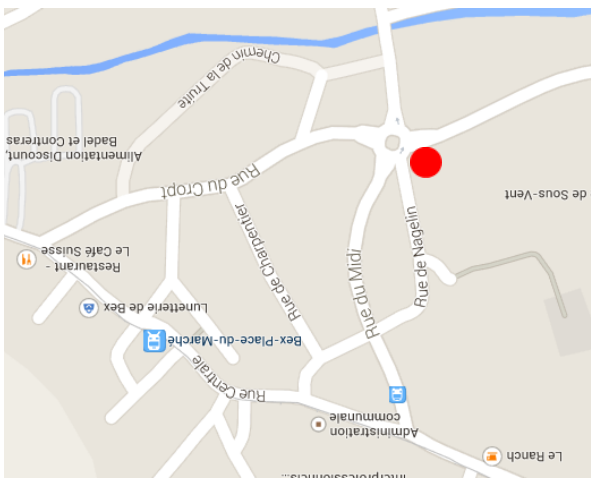 Chemin de la Truite
Alimentation Discount,
Badel et Contreras
Rue du Cropt
de Sous-Vent
Rue de Nagelin
Rue de Charpentier
Rue du Midi
Restaurant -
Le Café Suisse
Lunetterie de Bex
Bex-Place-du-Marché
Rue Centrale
Administration
communale
Le Ranch